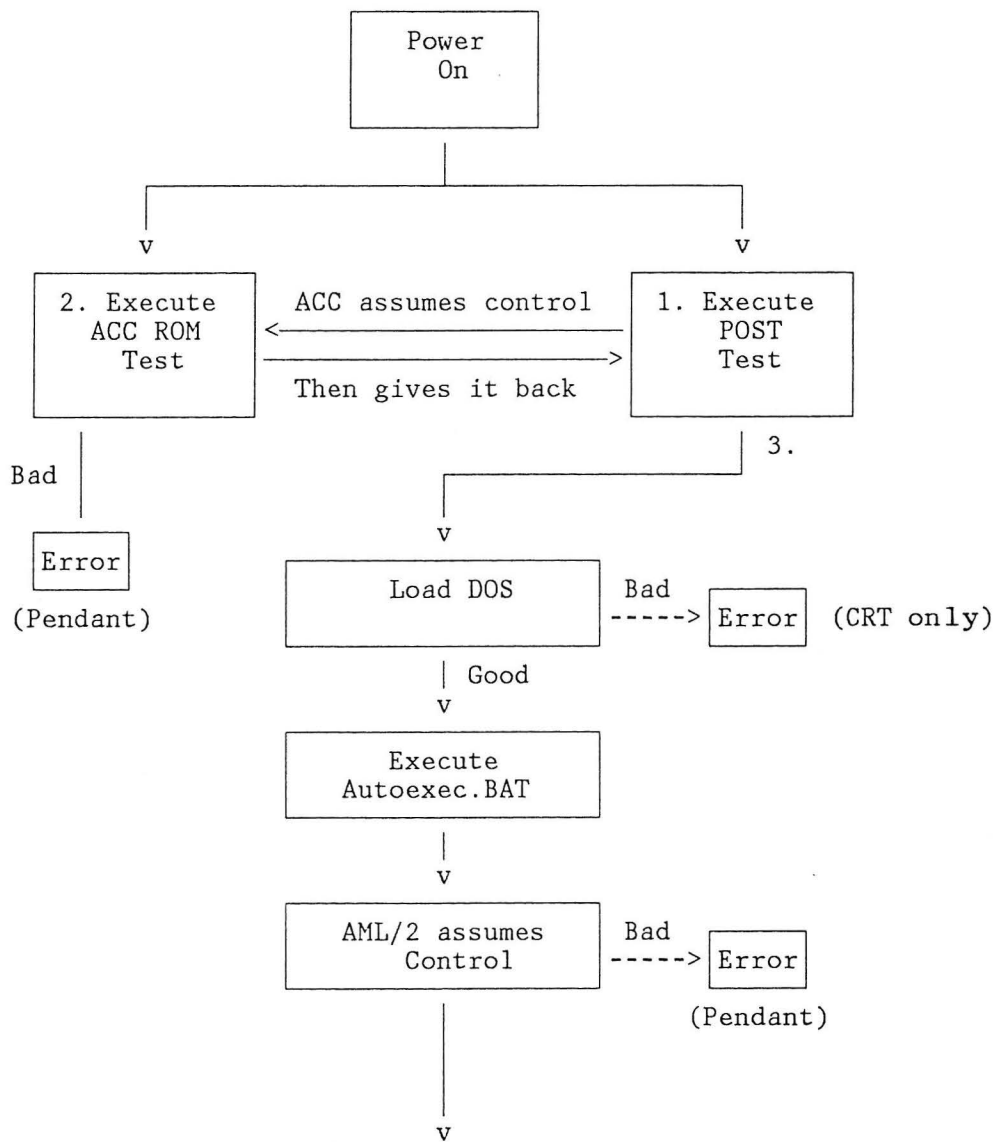 Power
On
v
v
2. Execute
ACC ROM
Test
ACC assumes control
<
>
Then gives it back
1. Execute
POST
Test
3.
Bad
Error
(Pendant)
v
Load DOS
Bad
---->
Error
(CRT only)
Good
v
Execute
Autoexec.BAT
v
AML/2 assumes
Control
Bad
---->
Error
(Pendant)
v